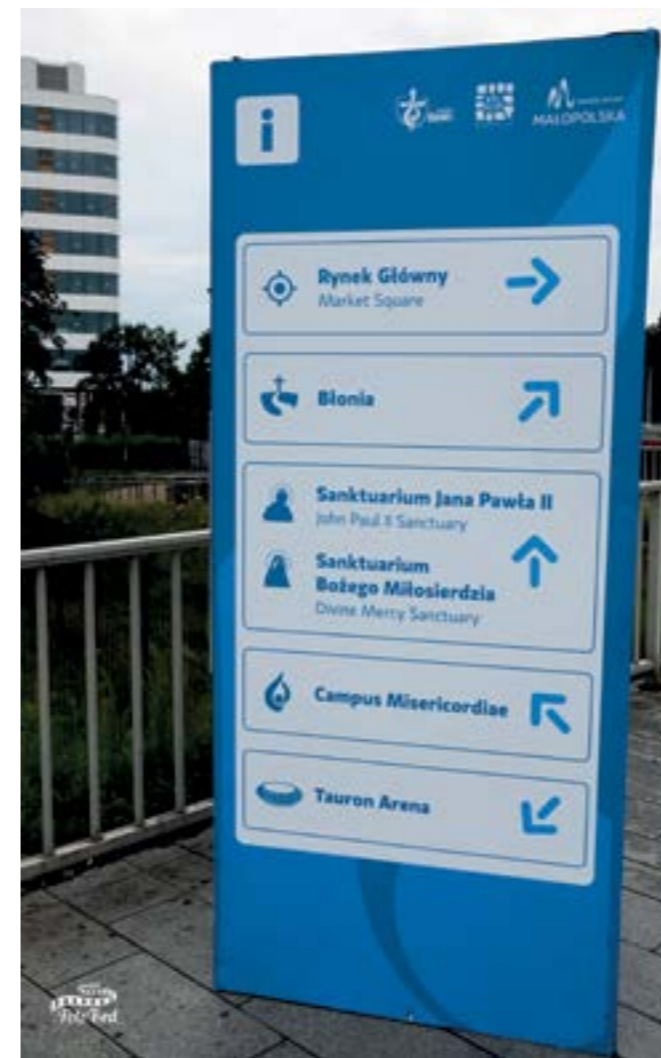 i
MAŁOPOLSKA
Rynek Główny
Market Square
Błonia
Sanktuarium Jana Pawła II
John Paul II Sanctuary
Sanktuarium
Bożego Miłosierdzia
Divine Mercy Sanctuary
Campus Misericordiae
Tauron Arena